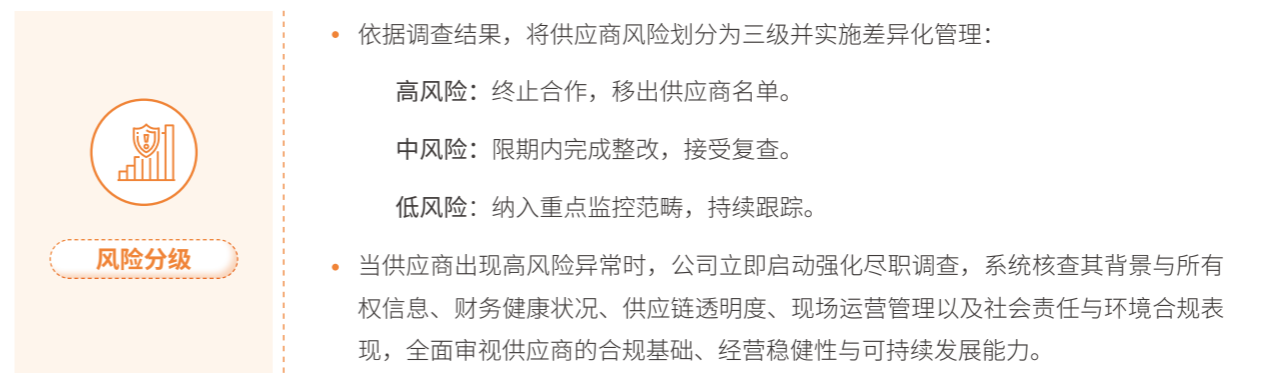 风险分级
依据调查结果，将供应商风险划分为三级并实施差异化管理：
高风险：终止合作，移出供应商名单。
中风险：限期内完成整改，接受复查。
低风险：纳入重点监控范畴，持续跟踪。
当供应商出现高风险异常时，公司立即启动强化尽职调查，系统核查其背景与所有
权信息、财务健康状况、供应链透明度、现场运营管理以及社会责任与环境合规表
现，全面审视供应商的合规基础、经营稳健性与可持续发展能力。